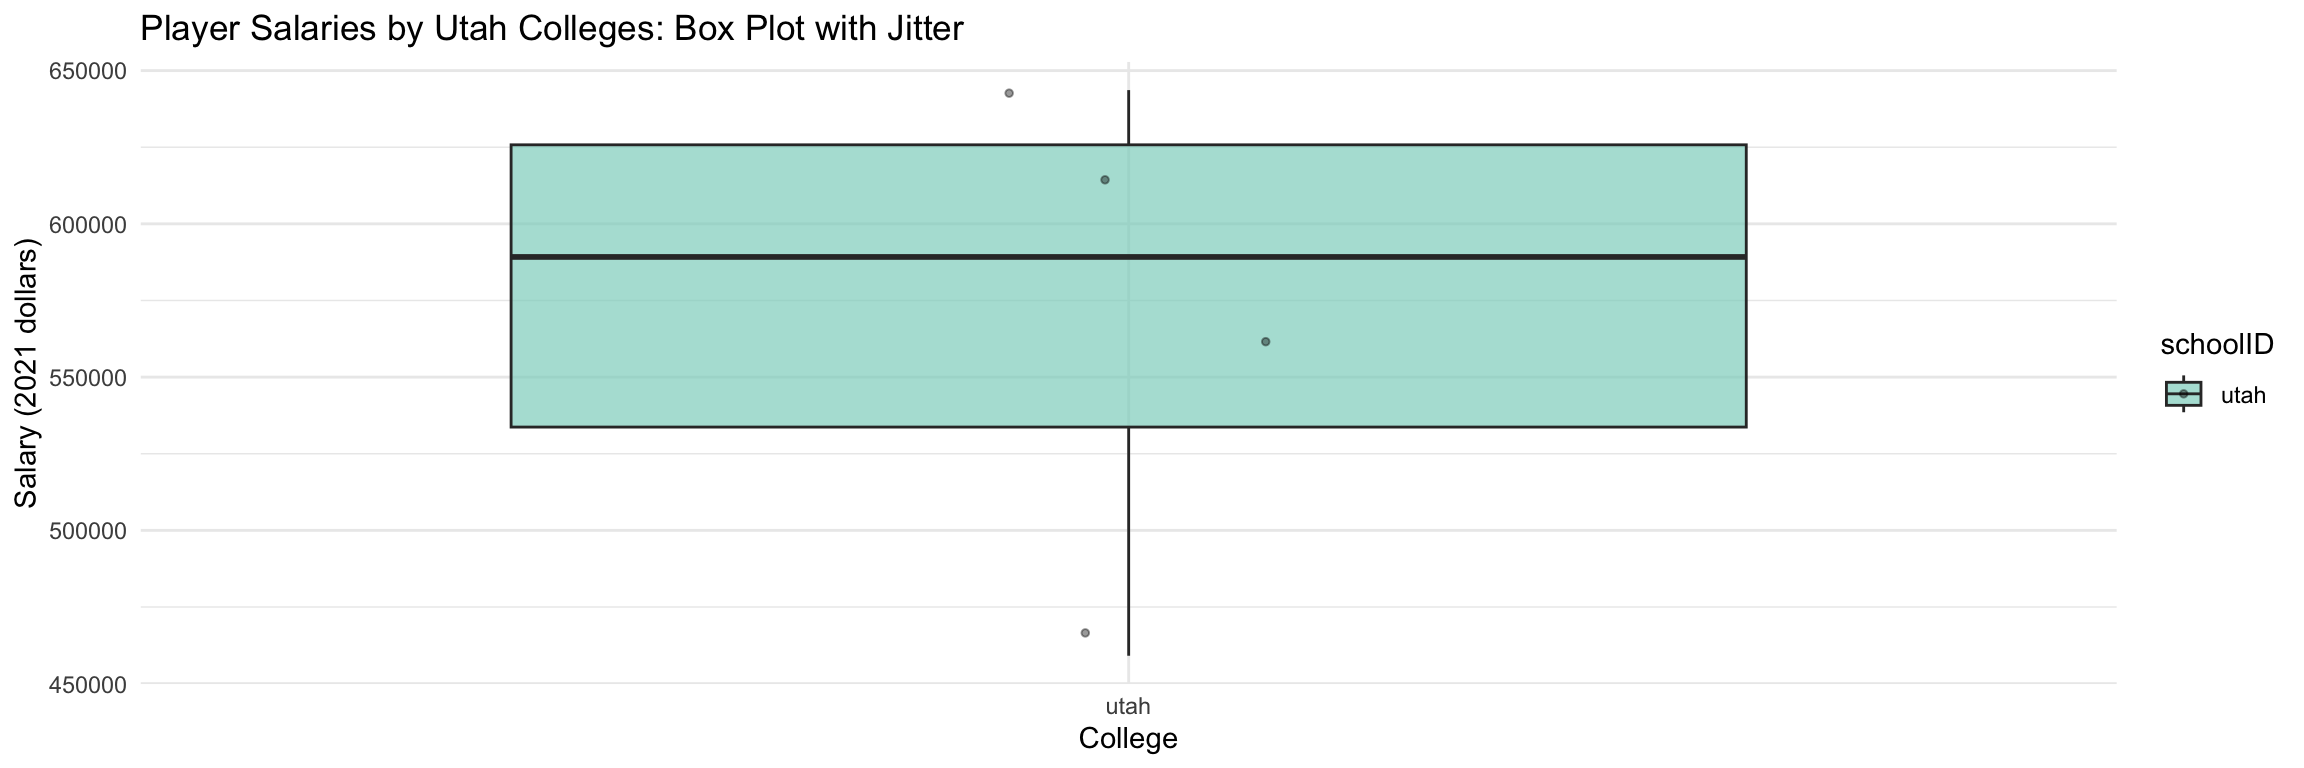 Player Salaries by Utah Colleges: Box Plot with Jitter
650000
600000
550000
500000
450000
Salary (2021 dollars)
utah
College
schoolID
utah